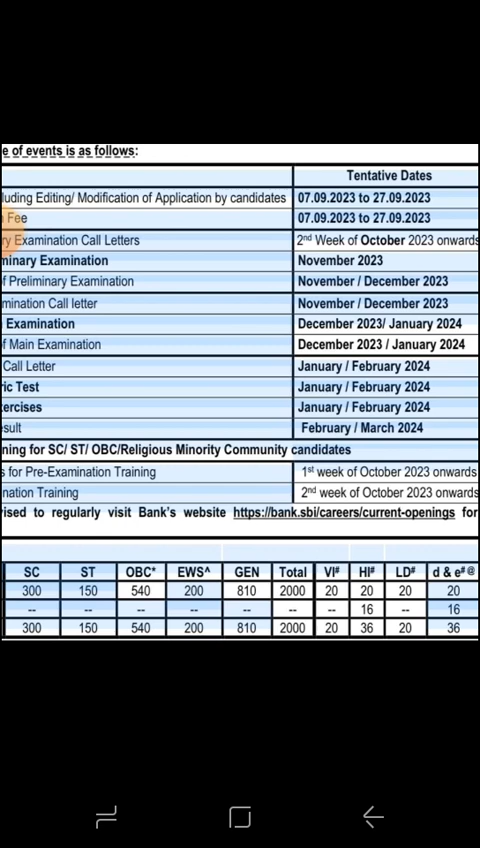 e of events is as follows:
Tentative Dates
luding Editing/ Modification of Application by candidates 07.09.2023 to 27.09.2023
Fee 07.09.2023 to 27.09.2023
ry Examination Call Letters 2nd Week of October 2023 onwards
minary Examination November 2023
f Preliminary Examination November / December 2023
mination Call letter November / December 2023
Examination December 2023/ January 2024
f Main Examination December 2023 / January 2024
Call Letter January / February 2024
ric Test January / February 2024
ercises January / February 2024
sult February / March 2024
ning for SC/ ST/ OBC/Religious Minority Community candidates
s for Pre-Examination Training 1st week of October 2023 onwards
nation Training 2nd week of October 2023 onwards
ised to regularly visit Bank's website https://bank.sbi/careers/current-openings for
SC ST OBC* EWS^ GEN Total VI# HI# LD# d & e#@
300 150 540 200 810 2000 20 20 20 20
-- -- -- -- -- -- -- 16 -- 16
300 150 540 200 810 2000 20 36 20 36